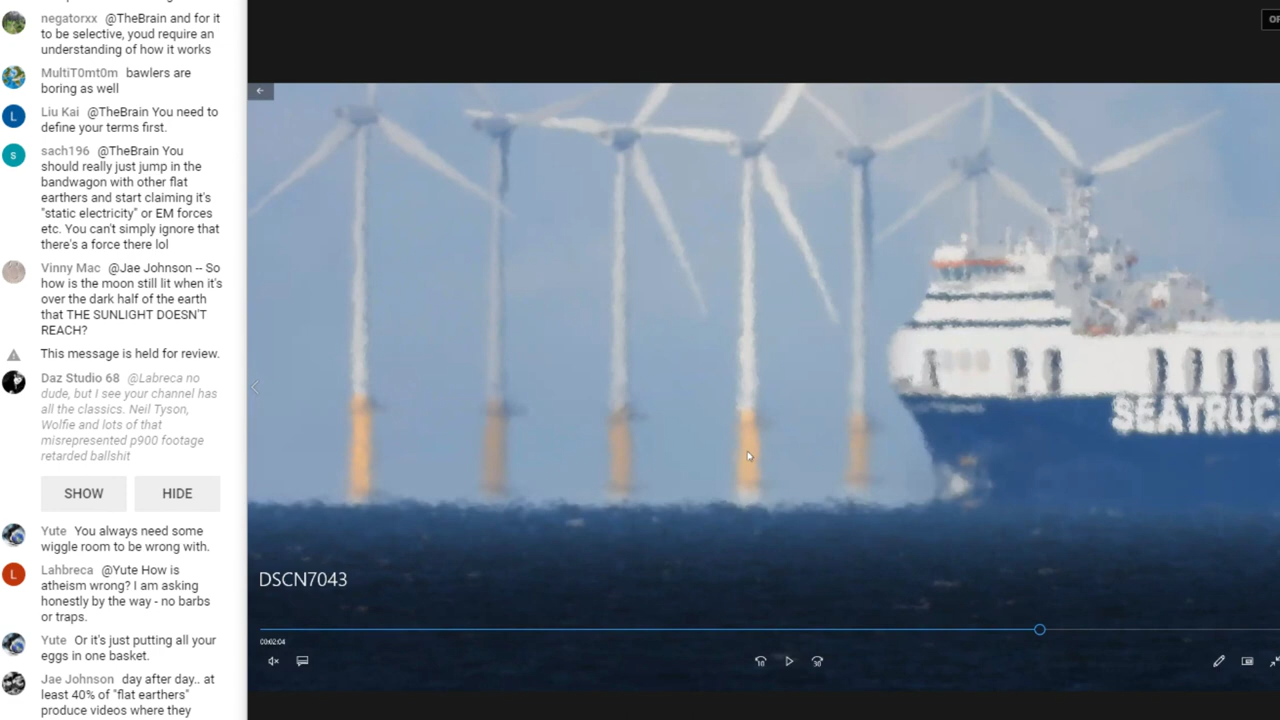 negatorxx @TheBrain and for it
to be selective, youd require an
understanding of how it works
MultiT0mt0m bawlers are
boring as well
L
Liu Kai @TheBrain You need to
define your terms first.
s
sach196 @TheBrain You
should really just jump in the
bandwagon with other flat
earthers and start claiming it's
"static electricity" or EM forces
etc. You can't simply ignore that
there's a force there lol
Vinny Mac @Jae Johnson -- So
how is the moon still lit when it's
over the dark half of the earth
that THE SUNLIGHT DOESN'T
REACH?
This message is held for review.
Daz Studio 68 @Labreca no
dude, but I see your channel has
all the classics. Neil Tyson,
Wolfie and lots of that
misrepresented p900 footage
retarded ballshit
SHOW HIDE
Yute You always need some
wiggle room to be wrong with.
L
Lahbreca @Yute How is
atheism wrong? I am asking
honestly by the way - no barbs
or traps.
Yute Or it's just putting all your
eggs in one basket.
Jae Johnson day after day.. at
least 40% of "flat earthers"
produce videos where they
SEATRUC
DSCN7043
0:02:04
10
30